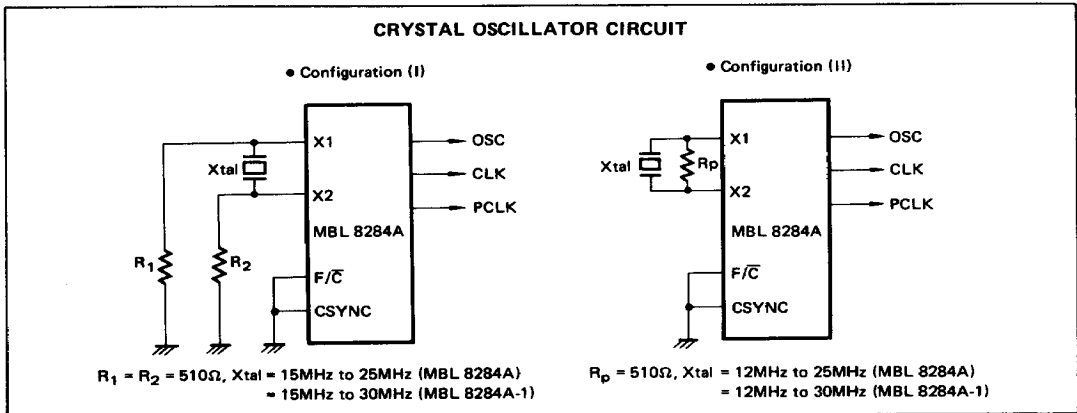 CRYSTAL OSCILLATOR CIRCUIT
• Configuration (I)
X1
Xtal
X2
MBL 8284A
R₁
R₂
F/C̅
CSYNC
OSC
CLK
PCLK
R₁ = R₂ = 510Ω, Xtal = 15MHz to 25MHz (MBL 8284A)
= 15MHz to 30MHz (MBL 8284A-1)
• Configuration (II)
X1
Xtal
Rp
X2
MBL 8284A
F/C̅
CSYNC
OSC
CLK
PCLK
Rp = 510Ω, Xtal = 12MHz to 25MHz (MBL 8284A)
= 12MHz to 30MHz (MBL 8284A-1)